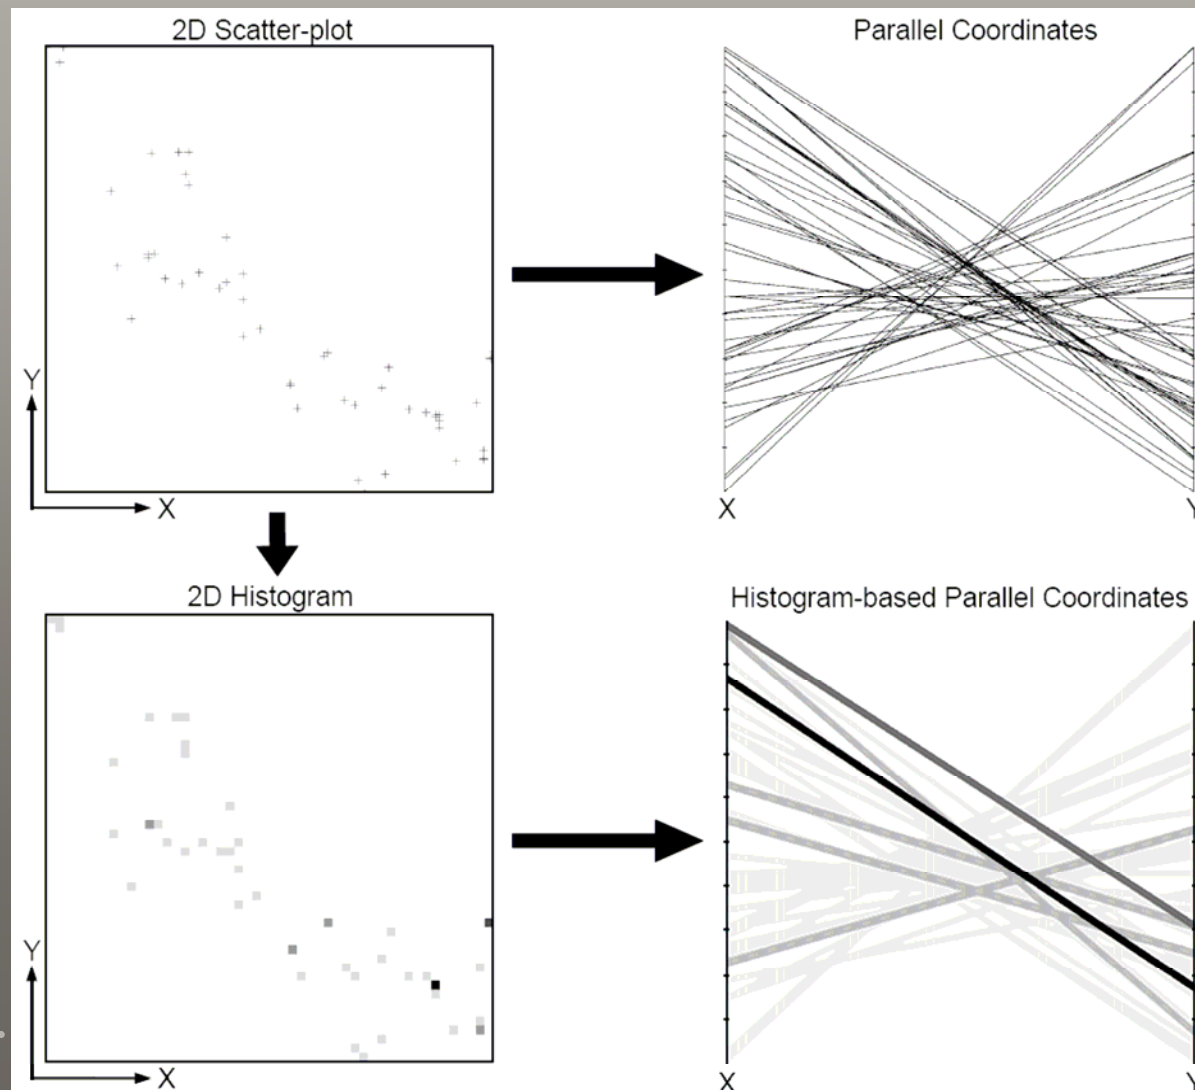 2D Scatter-plot
Parallel Coordinates
Y
X
X
Y
2D Histogram
Histogram-based Parallel Coordinates
Y
X
X
Y